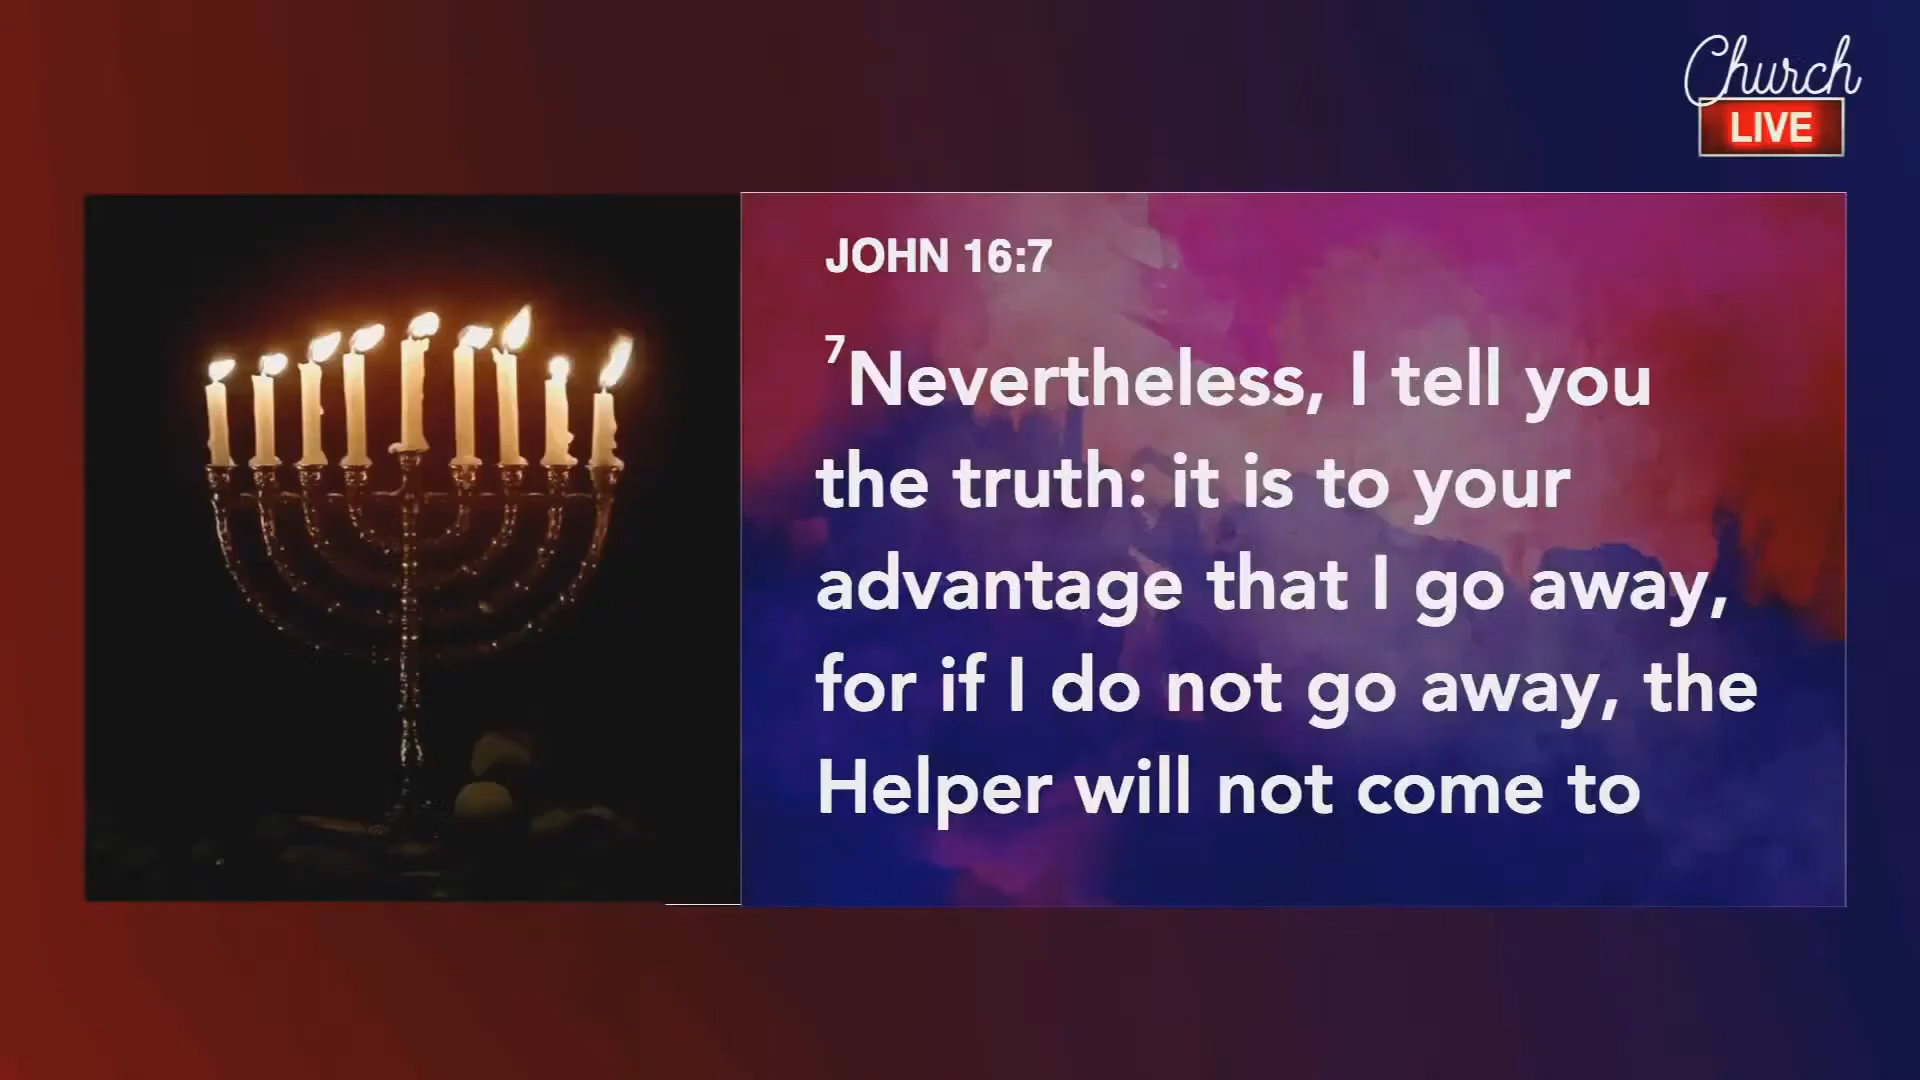 Church
LIVE
JOHN 16:7
7Nevertheless, I tell you
the truth: it is to your
advantage that I go away,
for if I do not go away, the
Helper will not come to